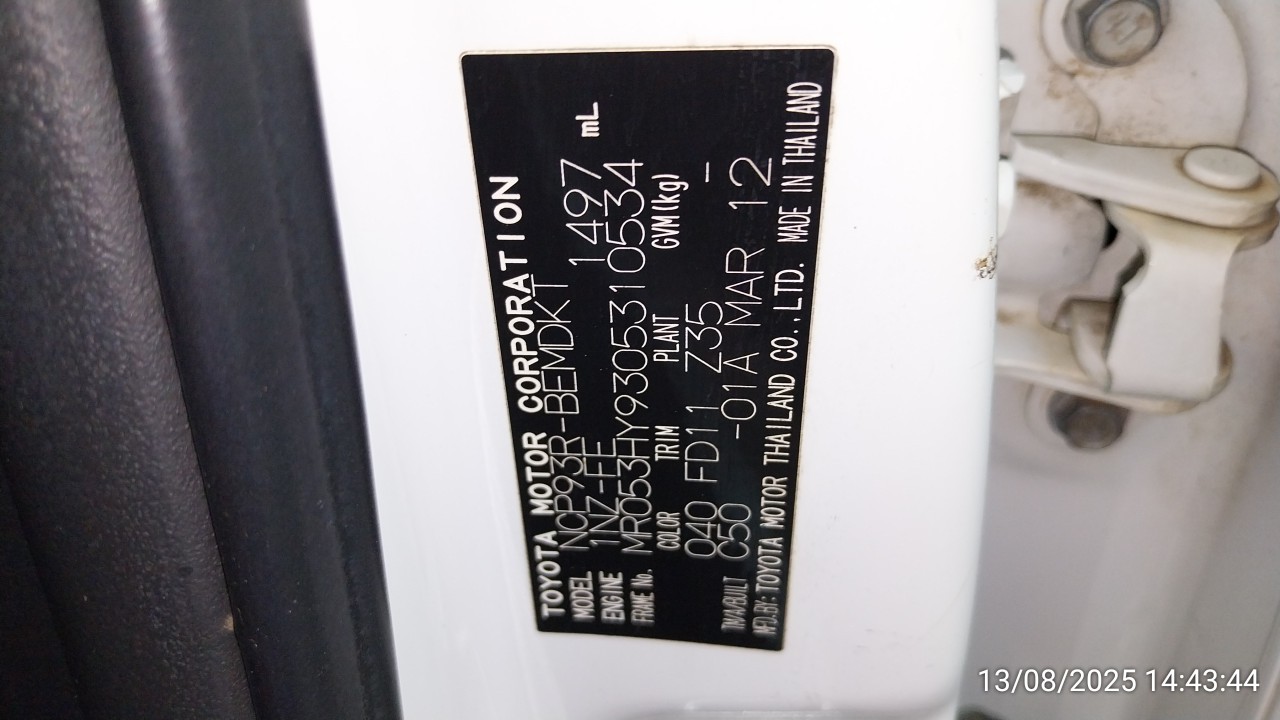 TOYOTA MOTOR CORPORATION
MODEL NCP93R-BEMDKT
ENGINE 1NZ-FE 1497 mL
FRAME No. MR053HY9305310534
COLOR TRIM PLANT GVM(kg)
040 FD11 Z35 –
TM/A/BUILT C50 -01A MAR 12
MFD.BY: TOYOTA MOTOR THAILAND CO.,LTD. MADE IN THAILAND
13/08/2025 14:43:44